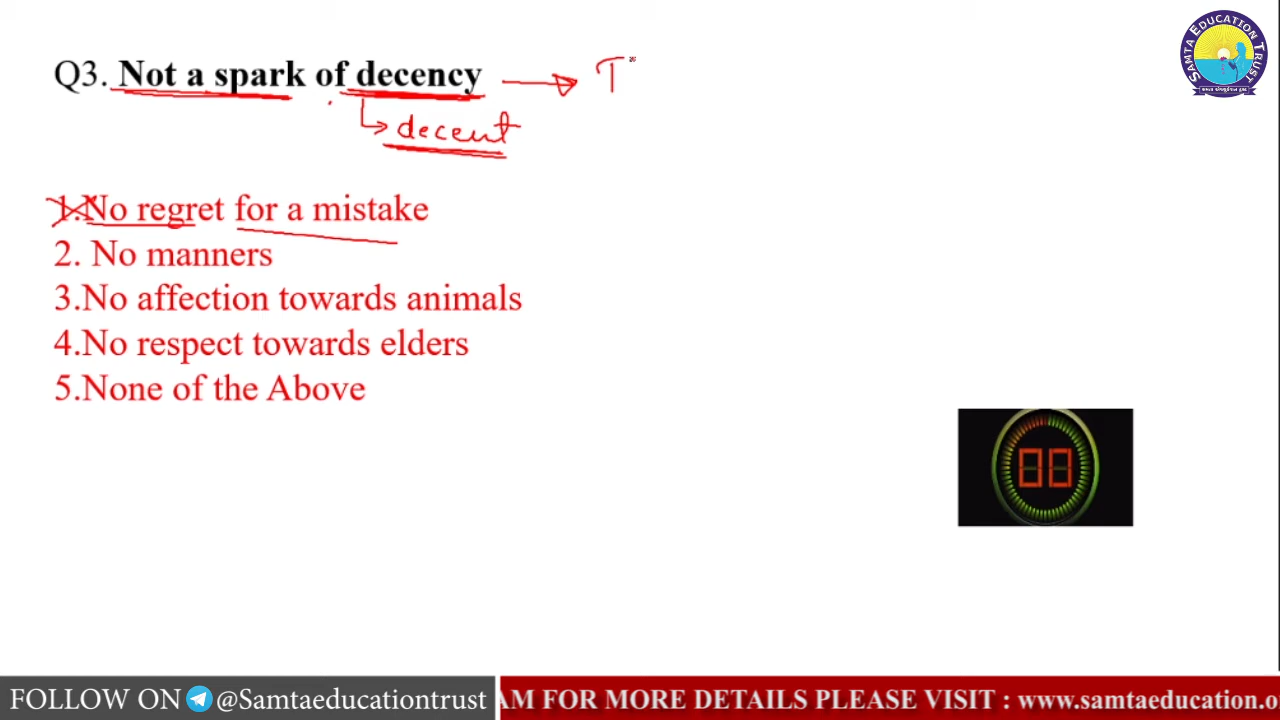 Q3. Not a spark of decency T
decent
1.No regret for a mistake
2. No manners
3.No affection towards animals
4.No respect towards elders
5.None of the Above
00
SAMTA EDUCATION TRUST
FOLLOW ON @Samtaeducationtrust
AM FOR MORE DETAILS PLEASE VISIT : www.samtaeducation.o